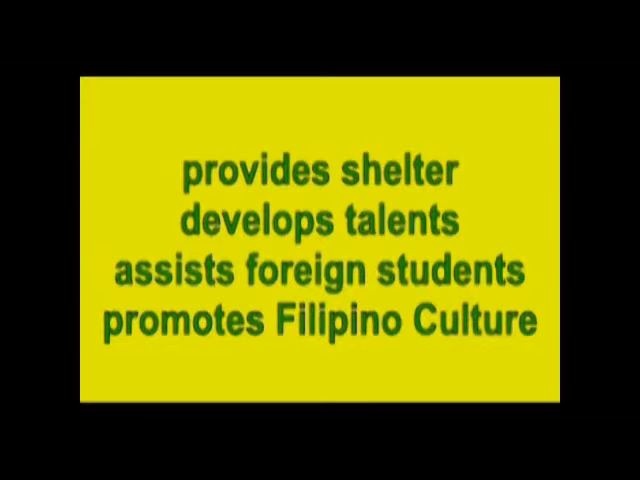 provides shelter
develops talents
assists foreign students
promotes Filipino Culture